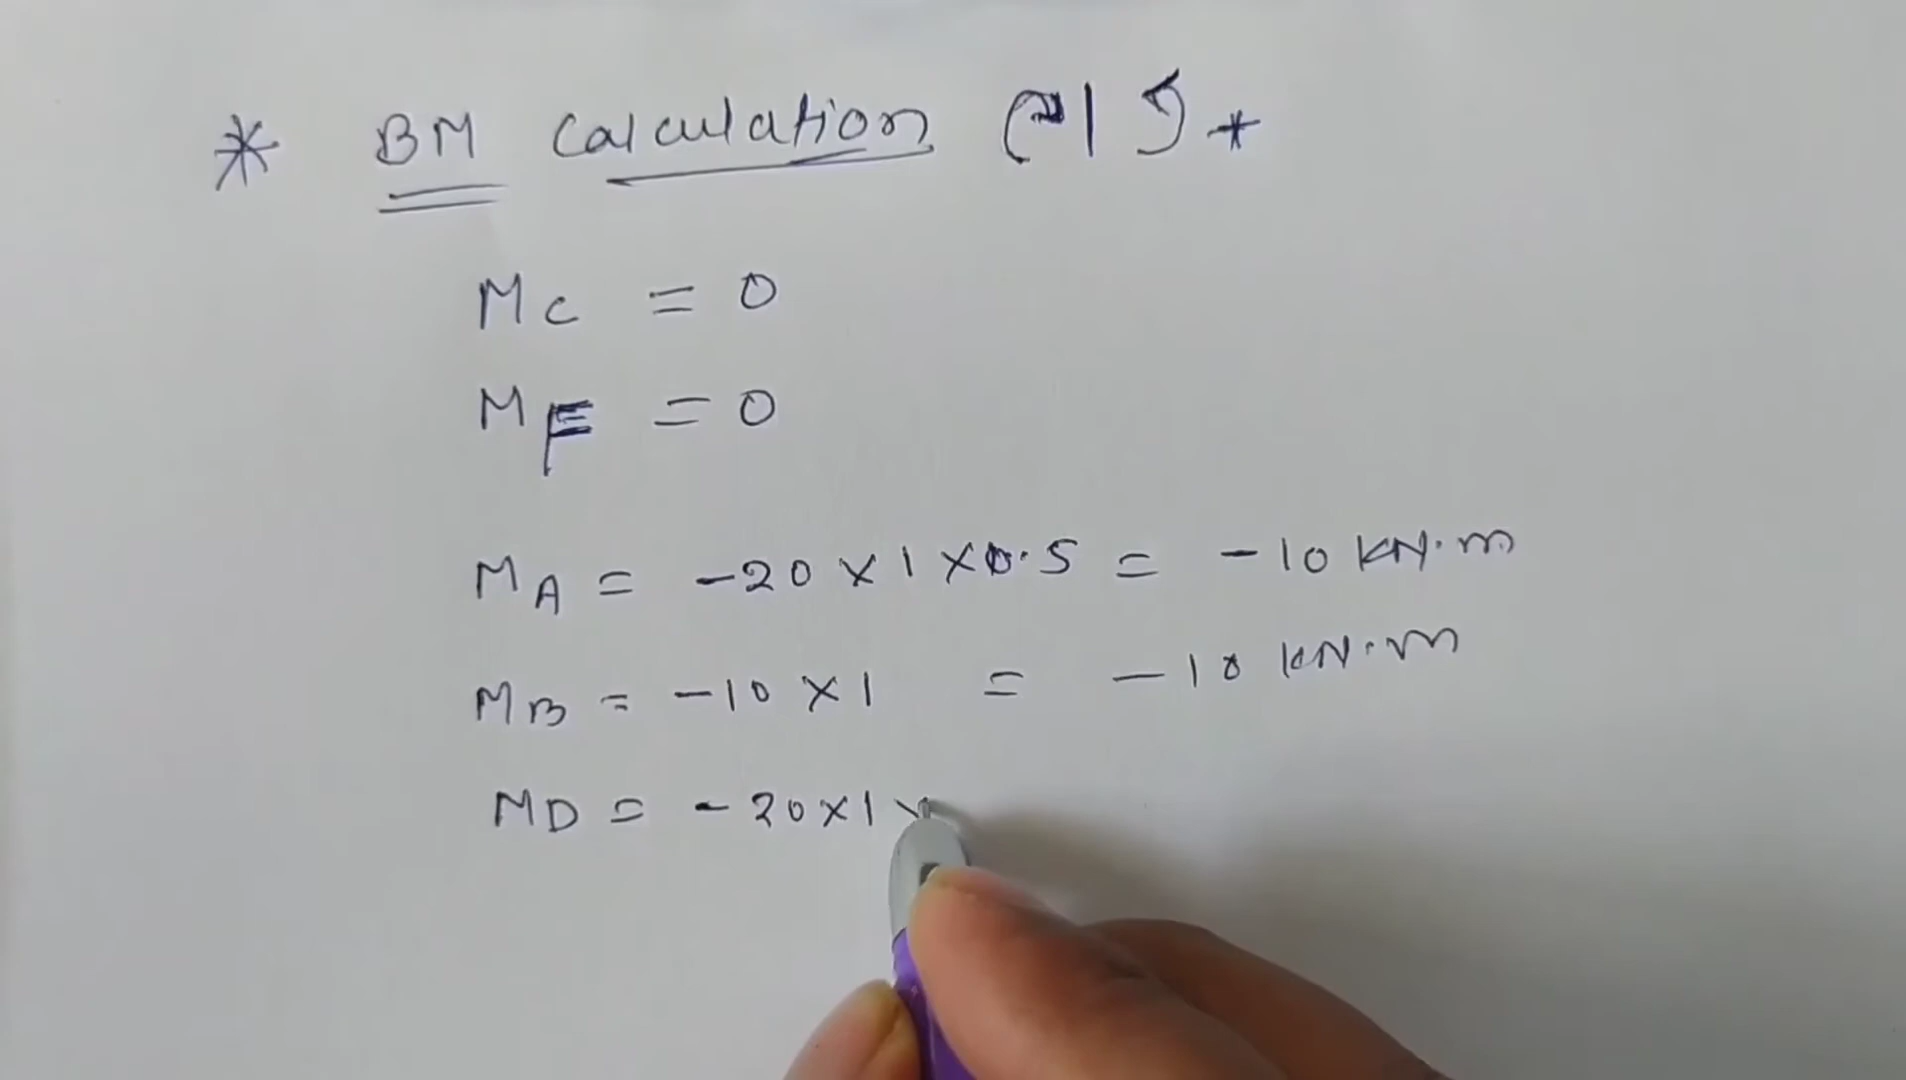 * BM Calculation *
Mc = 0
MF = 0
MA = -20 x 1 x 0.5 = -10 kN.m
MB = -10 x 1 = -10 kN.m
MD = -20 x 1 x